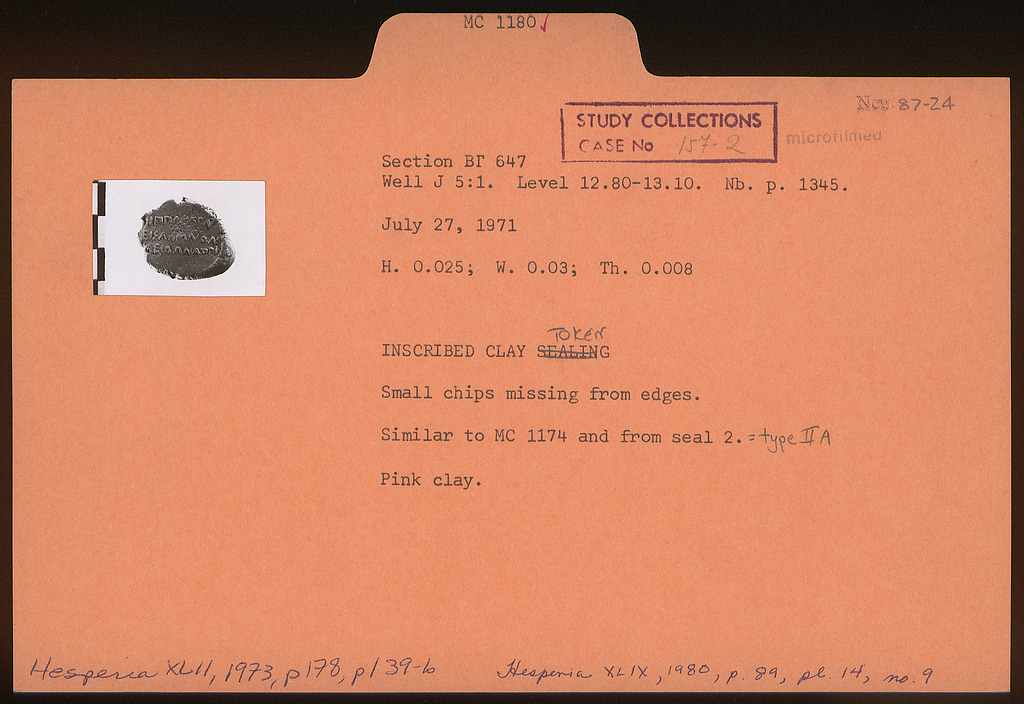 MC 1180✓
Neg. 87-24
STUDY COLLECTIONS
CASE No 157-2
microfilmed
Section ΒΓ 647
Well J 5:1. Level 12.80-13.10. Nb. p. 1345.
July 27, 1971
H. 0.025; W. 0.03; Th. 0.008
TOKEN
INSCRIBED CLAY SEALING
Small chips missing from edges.
Similar to MC 1174 and from seal 2. = type II A
Pink clay.
Hesperia XLII, 1973, p 178, pl 39-b
Hesperia XLIX, 1980, p. 89, pl. 14, no. 9